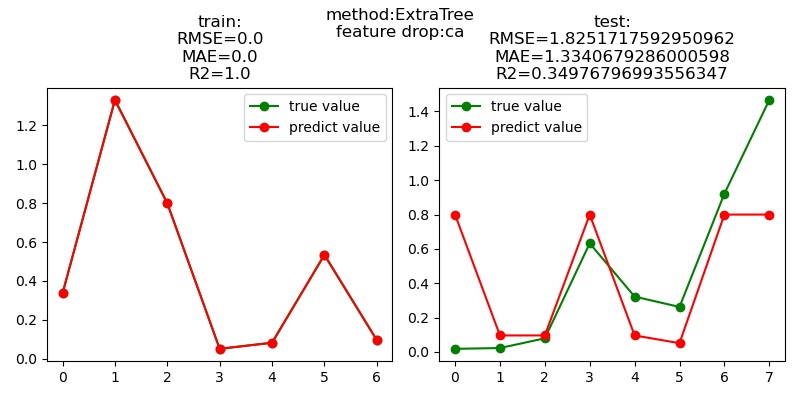 method:ExtraTree
feature drop:ca
train:
RMSE=0.0
MAE=0.0
R2=1.0
test:
RMSE=1.8251717592950962
MAE=1.3340679286000598
R2=0.34976796993556347
true value
predict value
1.2
1.0
0.8
0.6
0.4
0.2
0.0
0 1 2 3 4 5 6
true value
predict value
1.4
1.2
1.0
0.8
0.6
0.4
0.2
0.0
0 1 2 3 4 5 6 7